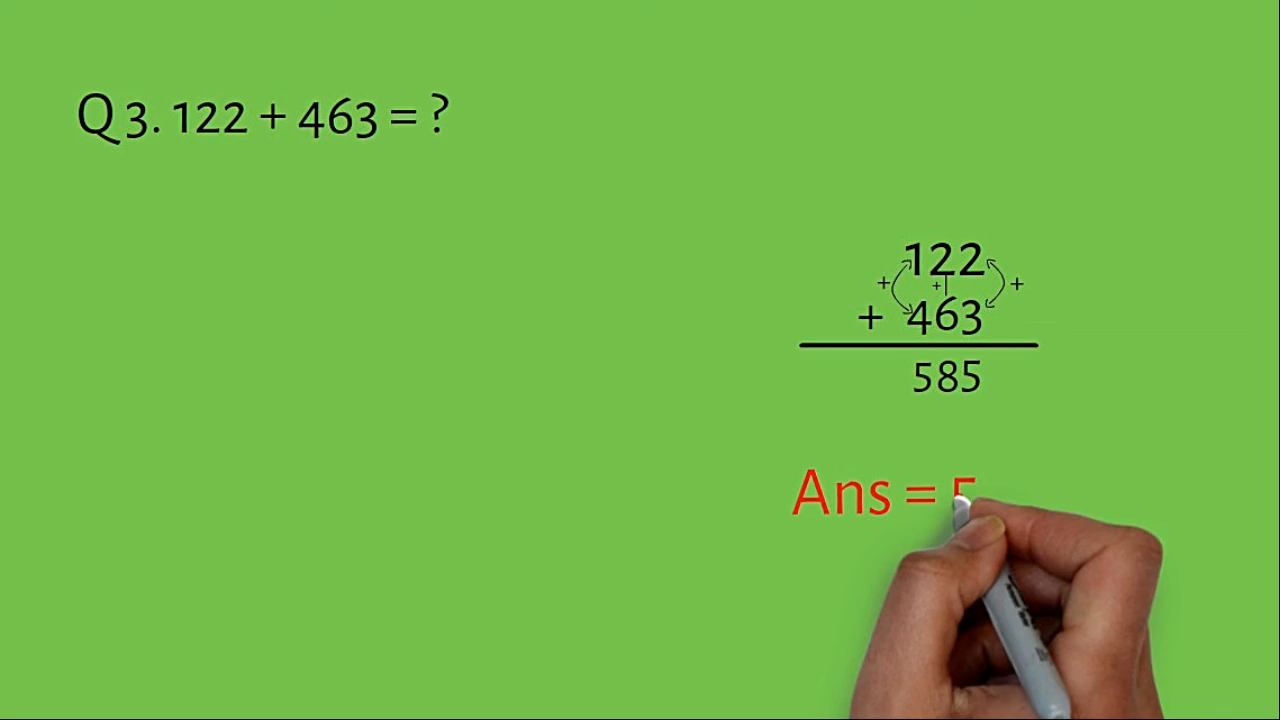 Q3. 122 + 463 = ?
122
+ +
+
+ 463
585
Ans = 5